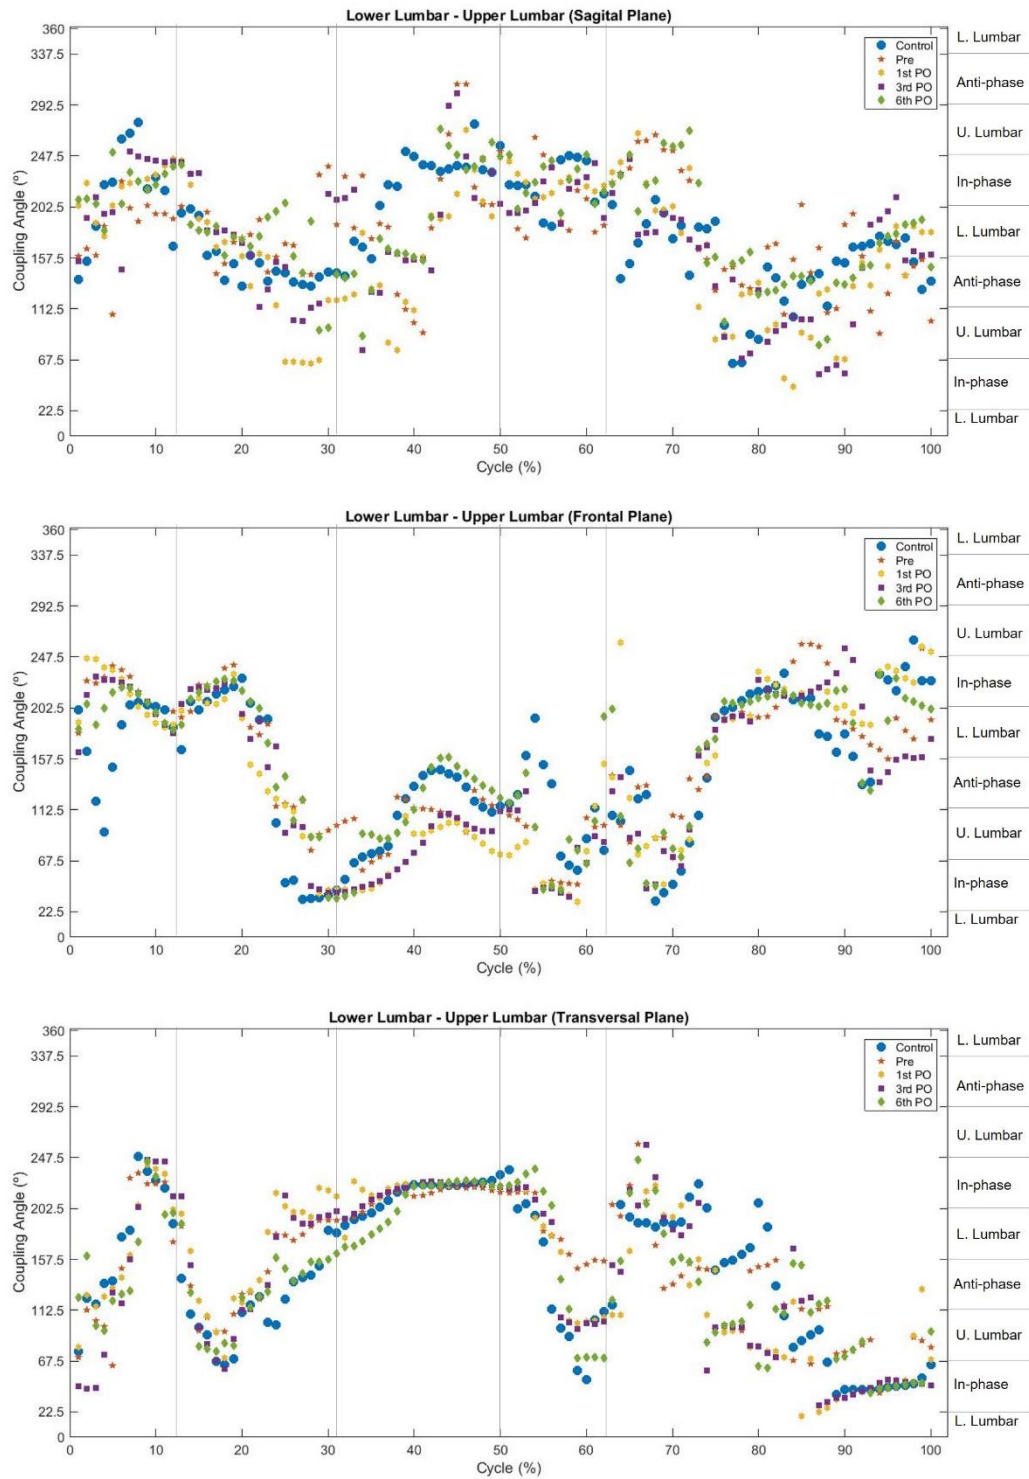 Lower Lumbar - Upper Lumbar (Sagital Plane)
360
337.5
292.5
247.5
202.5
157.5
112.5
67.5
22.5
0
Coupling Angle (º)
Control
Pre
1st PO
3rd PO
6th PO
L. Lumbar
Anti-phase
U. Lumbar
In-phase
L. Lumbar
Anti-phase
U. Lumbar
In-phase
L. Lumbar
0 10 20 30 40 50 60 70 80 90 100
Cycle (%)
Lower Lumbar - Upper Lumbar (Frontal Plane)
360
337.5
292.5
247.5
202.5
157.5
112.5
67.5
22.5
0
Coupling Angle (º)
Control
Pre
1st PO
3rd PO
6th PO
L. Lumbar
Anti-phase
U. Lumbar
In-phase
L. Lumbar
Anti-phase
U. Lumbar
In-phase
L. Lumbar
0 10 20 30 40 50 60 70 80 90 100
Cycle (%)
Lower Lumbar - Upper Lumbar (Transversal Plane)
360
337.5
292.5
247.5
202.5
157.5
112.5
67.5
22.5
0
Coupling Angle (º)
Control
Pre
1st PO
3rd PO
6th PO
L. Lumbar
Anti-phase
U. Lumbar
In-phase
L. Lumbar
Anti-phase
U. Lumbar
In-phase
L. Lumbar
0 10 20 30 40 50 60 70 80 90 100
Cycle (%)